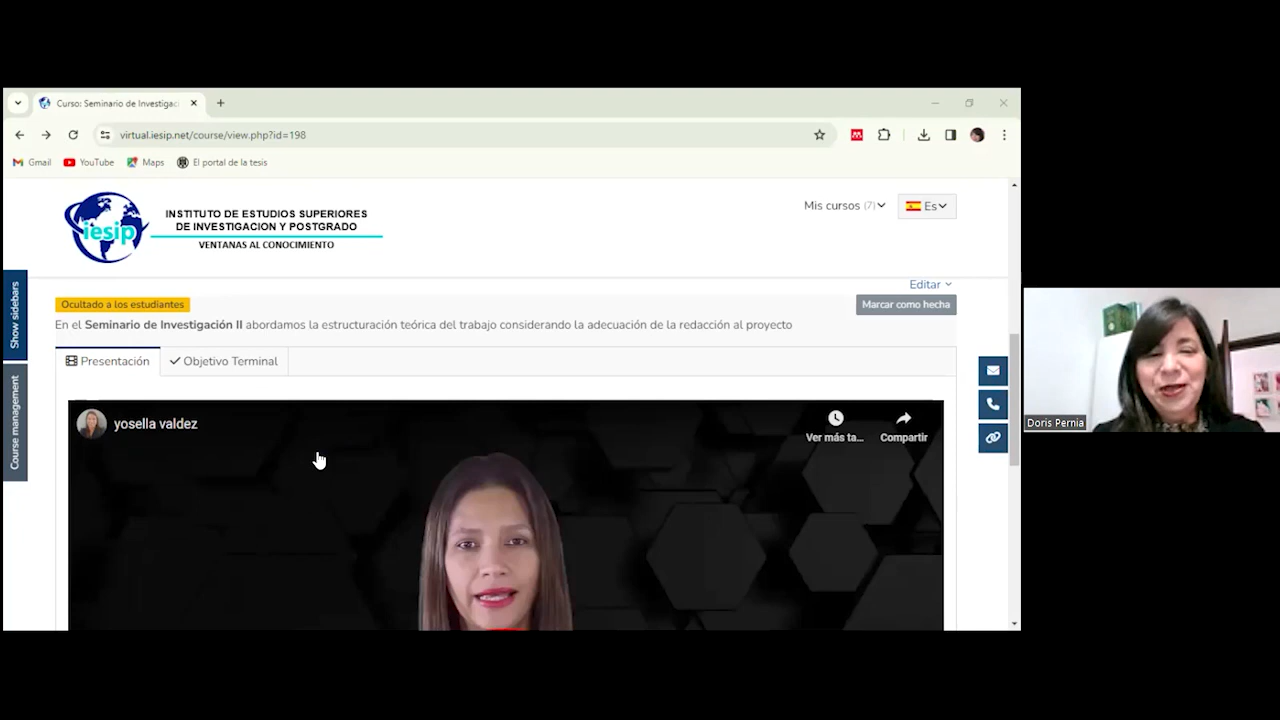 Curso: Seminario de Investigac
virtual.iesip.net/course/view.php?id=198
Gmail
YouTube
Maps
El portal de la tesis
iesip
INSTITUTO DE ESTUDIOS SUPERIORES
DE INVESTIGACION Y POSTGRADO
VENTANAS AL CONOCIMIENTO
Mis cursos (7)
Es
Show sidebars
Course management
Editar
Ocultado a los estudiantes
Marcar como hecha
En el Seminario de Investigación II abordamos la estructuración teórica del trabajo considerando la adecuación de la redacción al proyecto
Presentación
Objetivo Terminal
yosella valdez
Ver más ta...
Compartir
Doris Pernia